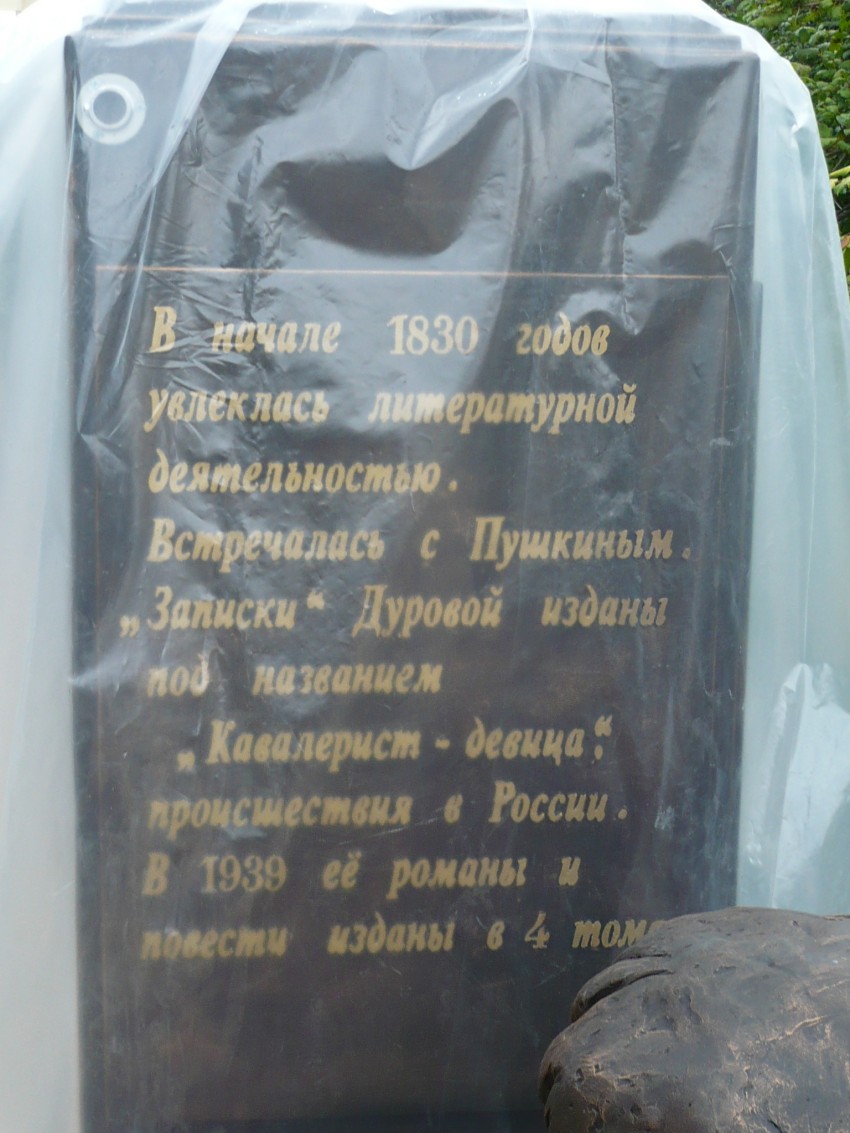 В начале 1830 годов
увлеклась литературной
деятельностью.
Встречалась с Пушкиным.
„Записки“ Дуровой изданы
под названием
„Кавалерист - девица“.
происшествия в России.
В 1939 её романы и
повести изданы в 4